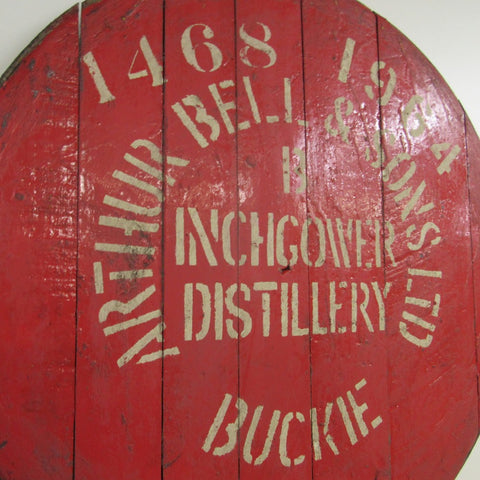 1468 1964
ARTHUR BELL & SONS LTD
B
INCHGOWER
DISTILLERY
BUCKIE